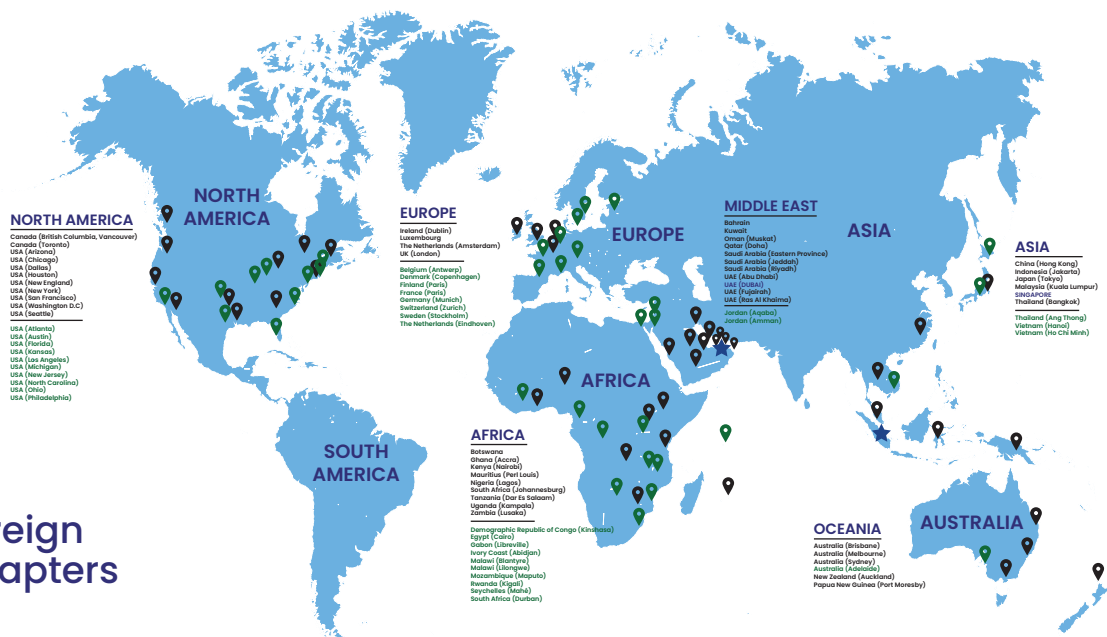 NORTH
AMERICA
NORTH AMERICA
Canada (British Columbia, Vancouver)
Canada (Toronto)
USA (Arizona)
USA (Chicago)
USA (Dallas)
USA (Houston)
USA (New England)
USA (New York)
USA (San Francisco)
USA (Washington D.C)
USA (Seattle)
USA (Atlanta)
USA (Austin)
USA (Florida)
USA (Kansas)
USA (Los Angeles)
USA (Michigan)
USA (New Jersey)
USA (North Carolina)
USA (Ohio)
USA (Philadelphia)
EUROPE
Ireland (Dublin)
Luxembourg
The Netherlands (Amsterdam)
UK (London)
Belgium (Antwerp)
Denmark (Copenhagen)
Finland (Paris)
France (Paris)
Germany (Munich)
Switzerland (Zurich)
Sweden (Stockholm)
The Netherlands (Eindhoven)
EUROPE
MIDDLE EAST
Bahrain
Kuwait
Oman (Muskat)
Qatar (Doha)
Saudi Arabia (Eastern Province)
Saudi Arabia (Jeddah)
Saudi Arabia (Riyadh)
UAE (Abu Dhabi)
UAE (DUBAI)
UAE (Fujairah)
UAE (Ras Al Khaima)
Jordan (Aqaba)
Jordan (Amman)
ASIA
ASIA
China (Hong Kong)
Indonesia (Jakarta)
Japan (Tokyo)
Malaysia (Kuala Lumpur)
SINGAPORE
Thailand (Bangkok)
Thailand (Ang Thong)
Vietnam (Hanoi)
Vietnam (Ho Chi Minh)
AFRICA
AFRICA
Botswana
Ghana (Accra)
Kenya (Nairobi)
Mauritius (Perl Louis)
Nigeria (Lagos)
South Africa (Johannesburg)
Tanzania (Dar Es Salaam)
Uganda (Kampala)
Zambia (Lusaka)
Demographic Republic of Congo (Kinshasa)
Egypt (Cairo)
Gabon (Libreville)
Ivory Coast (Abidjan)
Malawi (Blantyre)
Malawi (Lilongwe)
Mozambique (Maputo)
Rwanda (Kigali)
Seychelles (Mahé)
South Africa (Durban)
SOUTH
AMERICA
OCEANIA
Australia (Brisbane)
Australia (Melbourne)
Australia (Sydney)
Australia (Adelaide)
New Zealand (Auckland)
Papua New Guinea (Port Moresby)
AUSTRALIA
reign
apters